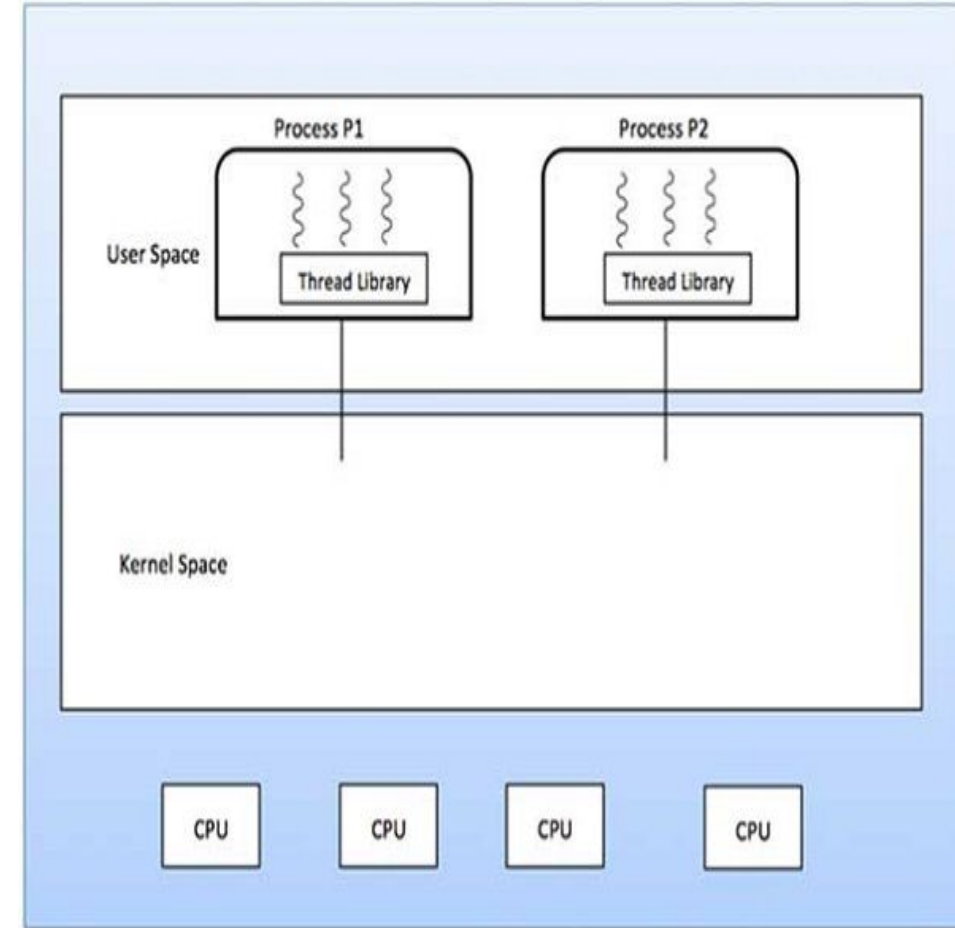 Process P1
Process P2
User Space
Thread Library
Thread Library
Kernel Space
CPU
CPU
CPU
CPU